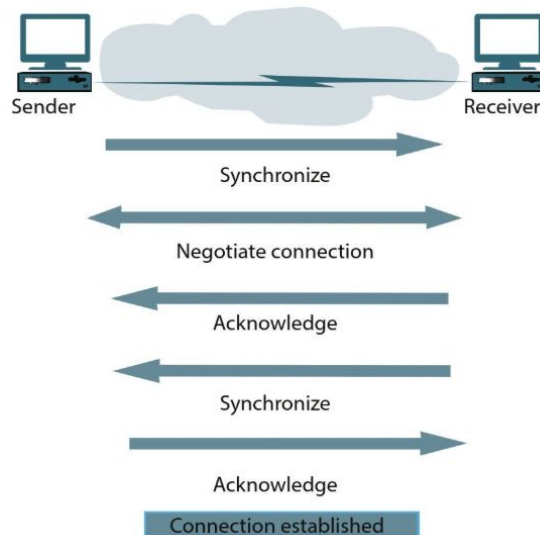 Sender
Receiver
Synchronize
Negotiate connection
Acknowledge
Synchronize
Acknowledge
Connection established